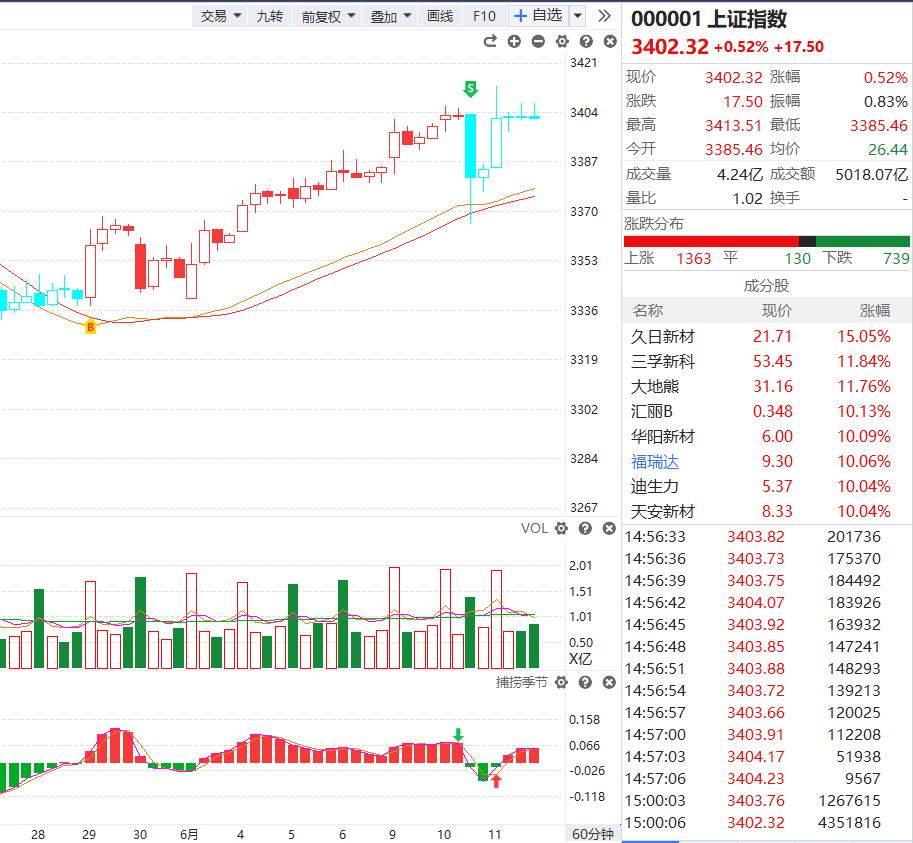 交易 九转 前复权 叠加 画线 F10 自选
000001 上证指数
3402.32 +0.52% +17.50
现价 3402.32 涨幅 0.52%
涨跌 17.50 振幅 0.83%
最高 3413.51 最低 3385.46
今开 3385.46 均价 26.44
成交量 4.24亿 成交额 5018.07亿
量比 1.02 换手 -
涨跌分布
上涨 1363 平 130 下跌 739
成分股
名称 现价 涨幅
久日新材 21.71 15.05%
三孚新科 53.45 11.84%
大地熊 31.16 11.76%
汇丽B 0.348 10.13%
华阳新材 6.00 10.09%
福瑞达 9.30 10.06%
迪生力 5.37 10.04%
天安新材 8.33 10.04%
14:56:33 3403.82 201736
14:56:36 3403.73 175370
14:56:39 3403.75 184492
14:56:42 3404.07 183926
14:56:45 3403.92 163932
14:56:48 3403.85 147241
14:56:51 3403.88 148293
14:56:54 3403.72 139213
14:56:57 3403.66 120025
14:57:00 3403.91 112208
14:57:03 3404.17 51938
14:57:06 3404.23 9567
15:00:03 3403.76 1267615
15:00:06 3402.32 4351816
3421
3404
3387
3370
3353
3336
3319
3302
3284
3267
S
B
VOL
2.01
1.51
1.01
0.50
X亿
捕捞季节
0.158
0.066
-0.026
-0.118
28 29 30 6月 4 5 6 9 10 11 60分钟